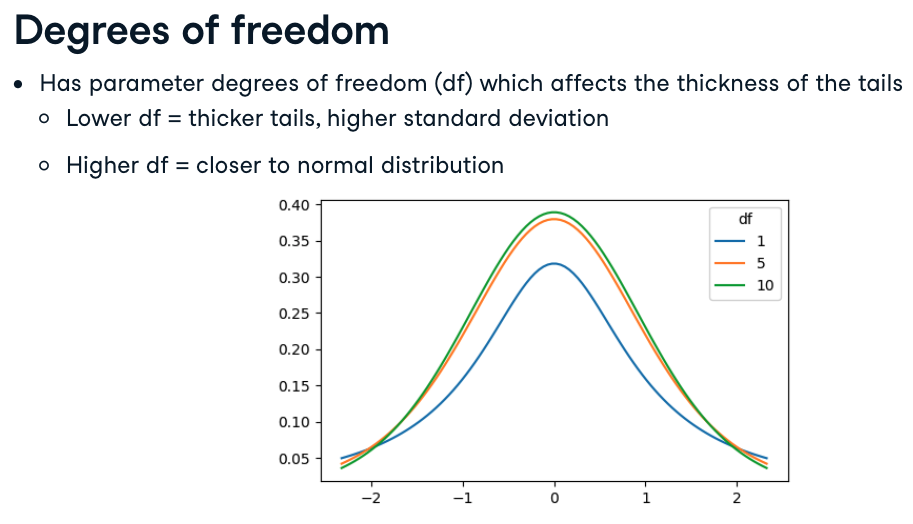 Degrees of freedom
• Has parameter degrees of freedom (df) which affects the thickness of the tails
○ Lower df = thicker tails, higher standard deviation
○ Higher df = closer to normal distribution
0.40
0.35
0.30
0.25
0.20
0.15
0.10
0.05
−2 −1 0 1 2
df
1
5
10